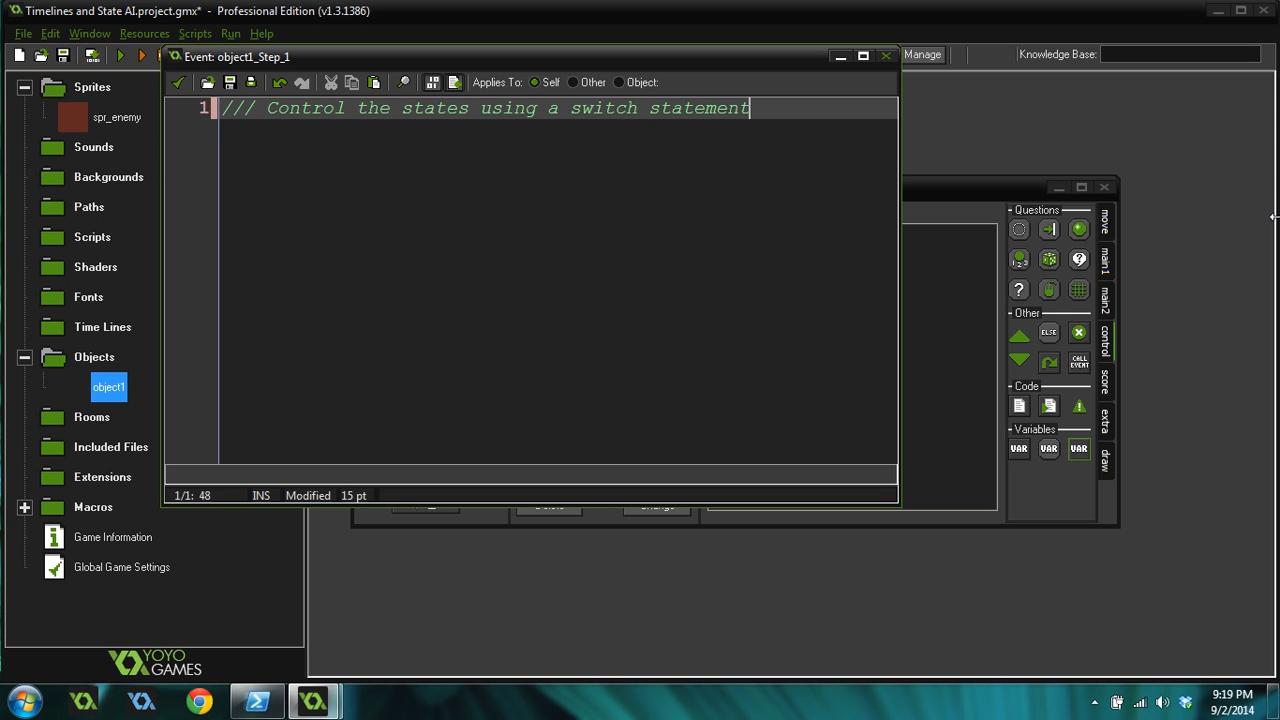 Timelines and State AI.project.gmx* - Professional Edition (v1.3.1386)
File Edit Window Resources Scripts Run Help
Manage Knowledge Base:
Event: object1_Step_1
Applies To: Self Other Object:
1 /// Control the states using a switch statement
1/1: 48 INS Modified 15 pt
Sprites
spr_enemy
Sounds
Backgrounds
Paths
Scripts
Shaders
Fonts
Time Lines
Objects
object1
Rooms
Included Files
Extensions
Macros
Game Information
Global Game Settings
YOYO
GAMES
Questions
Other
ELSE
CALL
EVENT
Code
Variables
VAR VAR VAR
move
main1
main2
control
score
extra
draw
9:19 PM
9/2/2014